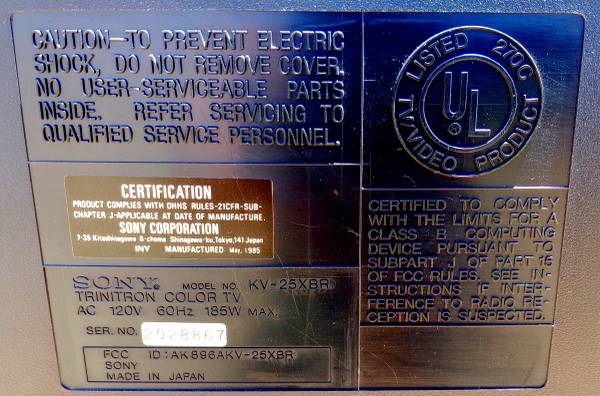 CAUTION—TO PREVENT ELECTRIC
SHOCK, DO NOT REMOVE COVER.
NO USER-SERVICEABLE PARTS
INSIDE. REFER SERVICING TO
QUALIFIED SERVICE PERSONNEL.
LISTED 270C
UL
®
TV/VIDEO PRODUCT
CERTIFICATION
PRODUCT COMPLIES WITH DHHS RULES-21CFR-SUB-
CHAPTER J-APPLICABLE AT DATE OF MANUFACTURE.
SONY CORPORATION
7-35 Kitashinagawa 6-chome Shinagawa-ku, Tokyo, 141 Japan
INY MANUFACTURED May, 1985
CERTIFIED TO COMPLY
WITH THE LIMITS FOR A
CLASS B COMPUTING
DEVICE PURSUANT TO
SUBPART J OF PART 15
OF FCC RULES. SEE IN-
STRUCTIONS IF INTER-
FERENCE TO RADIO RE-
CEPTION IS SUSPECTED.
SONY® MODEL NO. KV-25XBR
TRINITRON COLOR TV
AC 120V 60Hz 185W MAX.
SER. NO. 2028867
FCC ID: AK896AKV-25XBR
SONY
MADE IN JAPAN